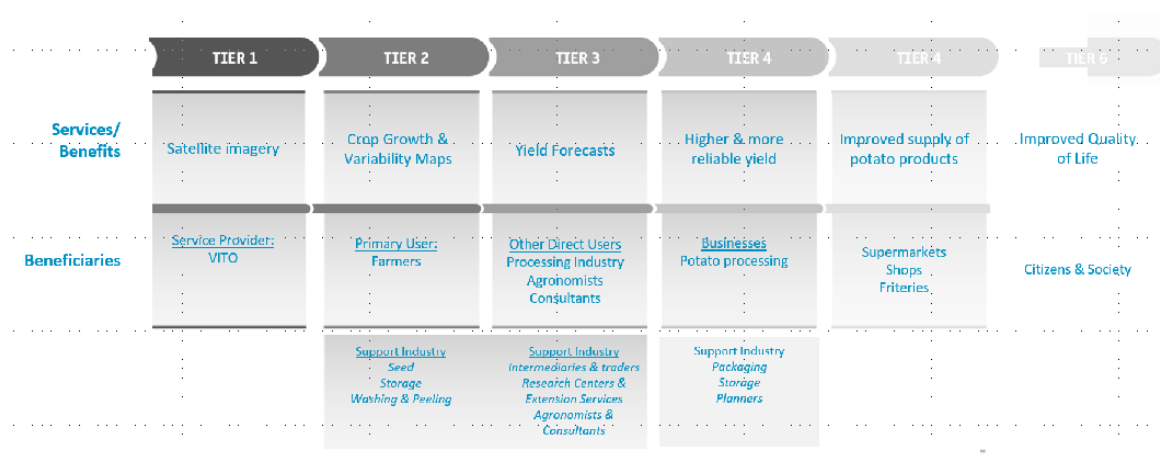 TIER 1
TIER 2
TIER 3
TIER 4
TIER 4
TIER 6
Services/
Benefits
Satellite imagery
Crop Growth &
Variability Maps
Yield Forecasts
Higher & more
reliable yield
Improved supply of
potato products
Improved Quality
of Life
Beneficiaries
Service Provider:
VITO
Primary User:
Farmers
Other Direct Users
Processing Industry
Agronomists
Consultants
Businesses
Potato processing
Supermarkets
Shops
Friteries
Citizens & Society
Support Industry
Seed
Storage
Washing & Peeling
Support Industry
Intermediaries & traders
Research Centers &
Extension Services
Agronomists &
Consultants
Support Industry
Packaging
Storage
Planners